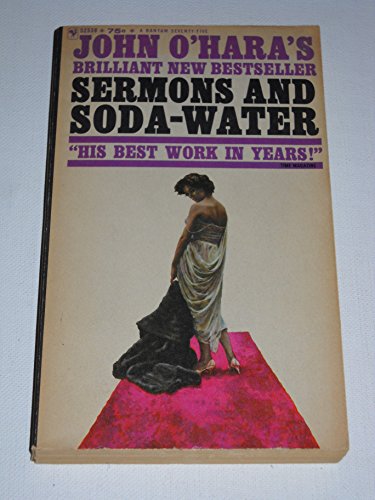 S2538 • 75¢ • A BANTAM SEVENTY-FIVE
JOHN O'HARA'S
BRILLIANT NEW BESTSELLER
SERMONS AND
SODA-WATER
"HIS BEST WORK IN YEARS!"
TIME MAGAZINE